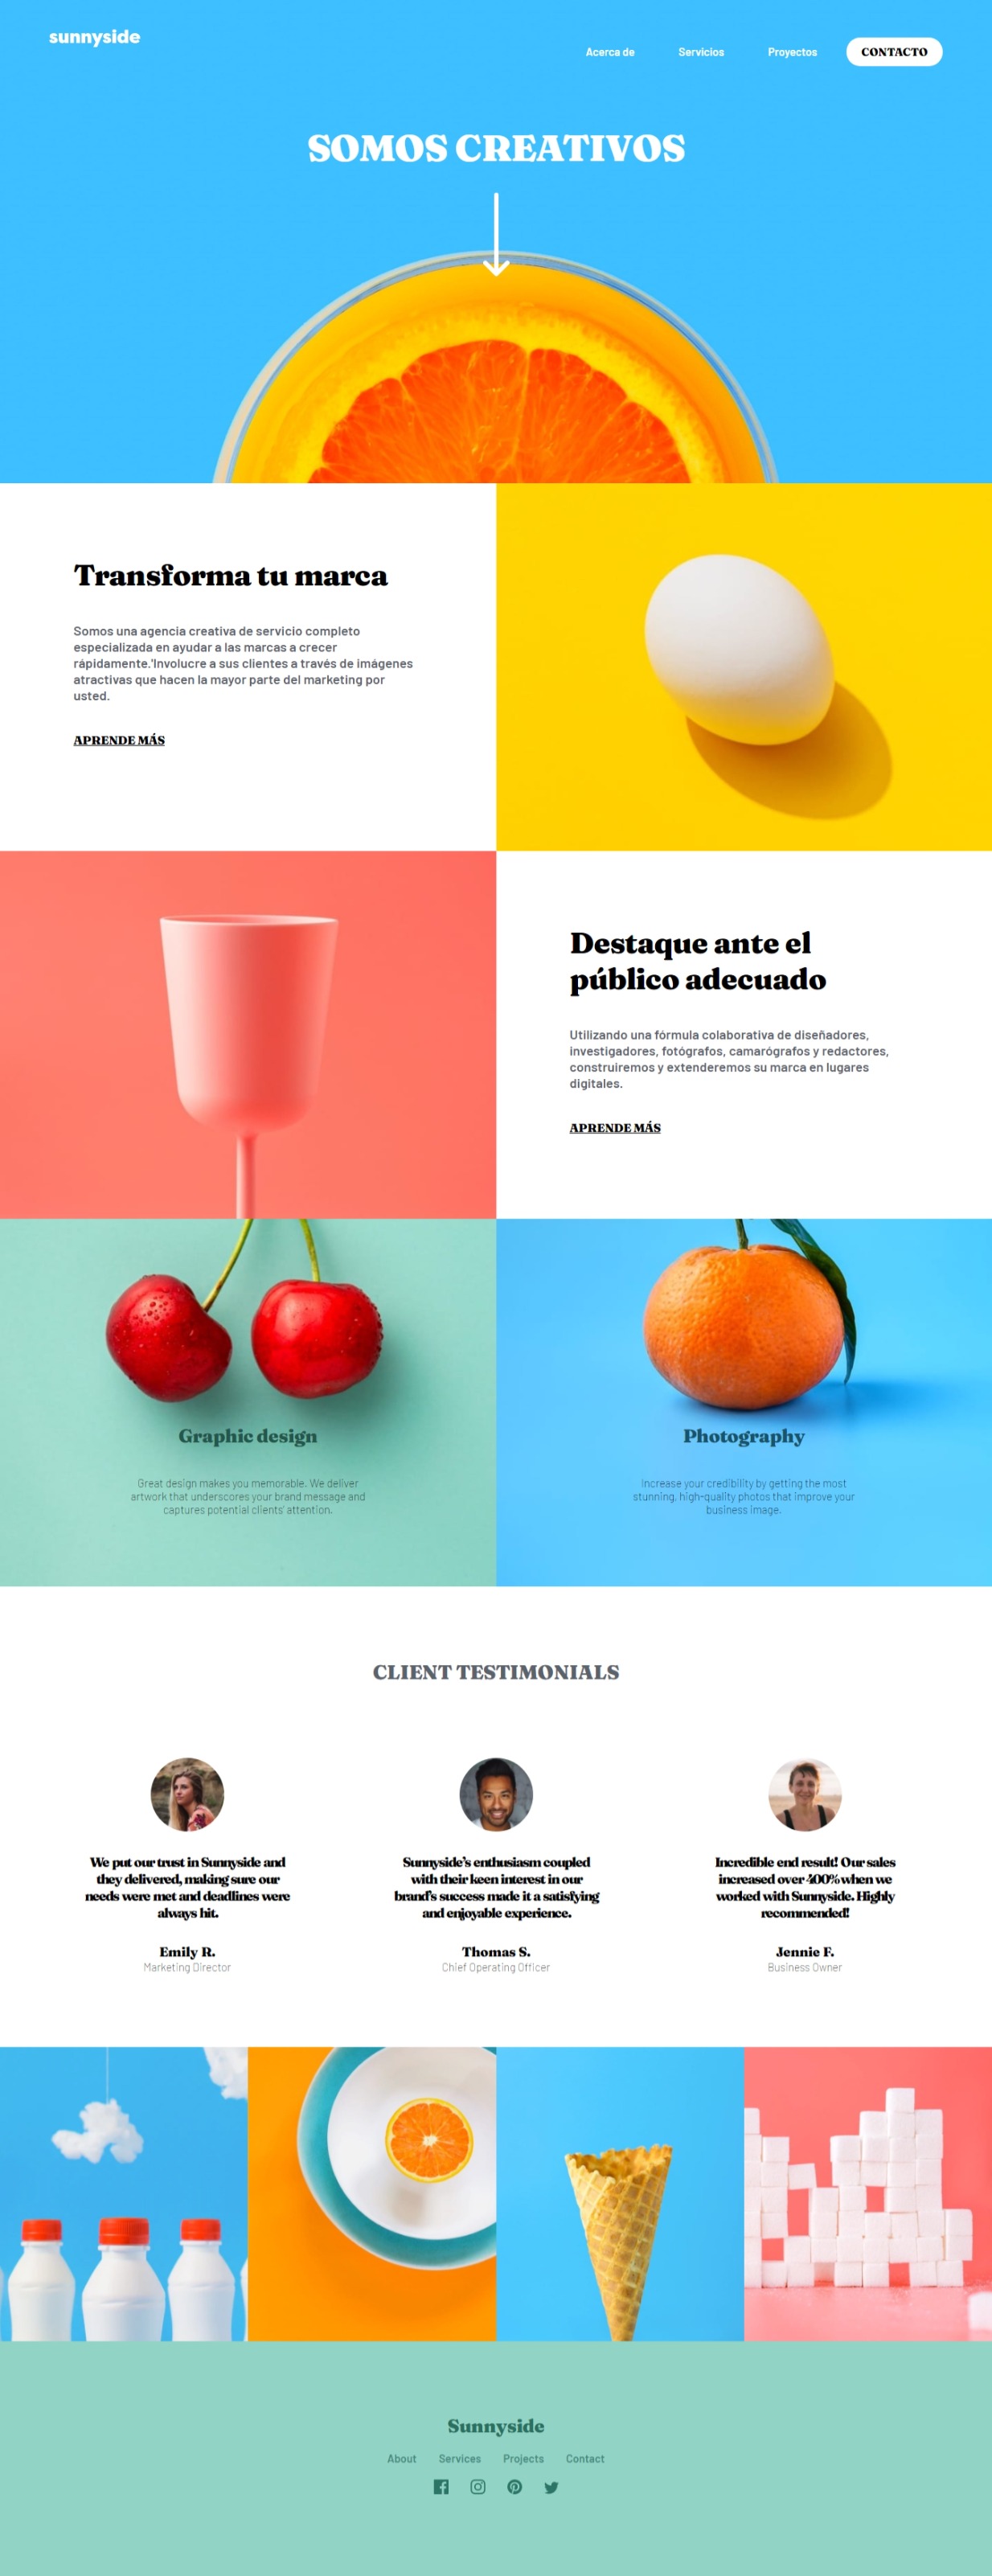 sunnyside
Acerca de
Servicios
Proyectos
CONTACTO
SOMOS CREATIVOS
Transforma tu marca
Somos una agencia creativa de servicio completo
especializada en ayudar a las marcas a crecer
rápidamente.'Involucre a sus clientes a través de imágenes
atractivas que hacen la mayor parte del marketing por
usted.
APRENDE MÁS
Destaque ante el
público adecuado
Utilizando una fórmula colaborativa de diseñadores,
investigadores, fotógrafos, camarógrafos y redactores,
construiremos y extenderemos su marca en lugares
digitales.
APRENDE MÁS
Graphic design
Great design makes you memorable. We deliver
artwork that underscores your brand message and
captures potential clients' attention.
Photography
Increase your credibility by getting the most
stunning, high-quality photos that improve your
business image.
CLIENT TESTIMONIALS
We put our trust in Sunnyside and
they delivered, making sure our
needs were met and deadlines were
always hit.
Emily R.
Marketing Director
Sunnyside's enthusiasm coupled
with their keen interest in our
brand's success made it a satisfying
and enjoyable experience.
Thomas S.
Chief Operating Officer
Incredible end result! Our sales
increased over 400% when we
worked with Sunnyside. Highly
recommended!
Jennie F.
Business Owner
Sunnyside
About
Services
Projects
Contact